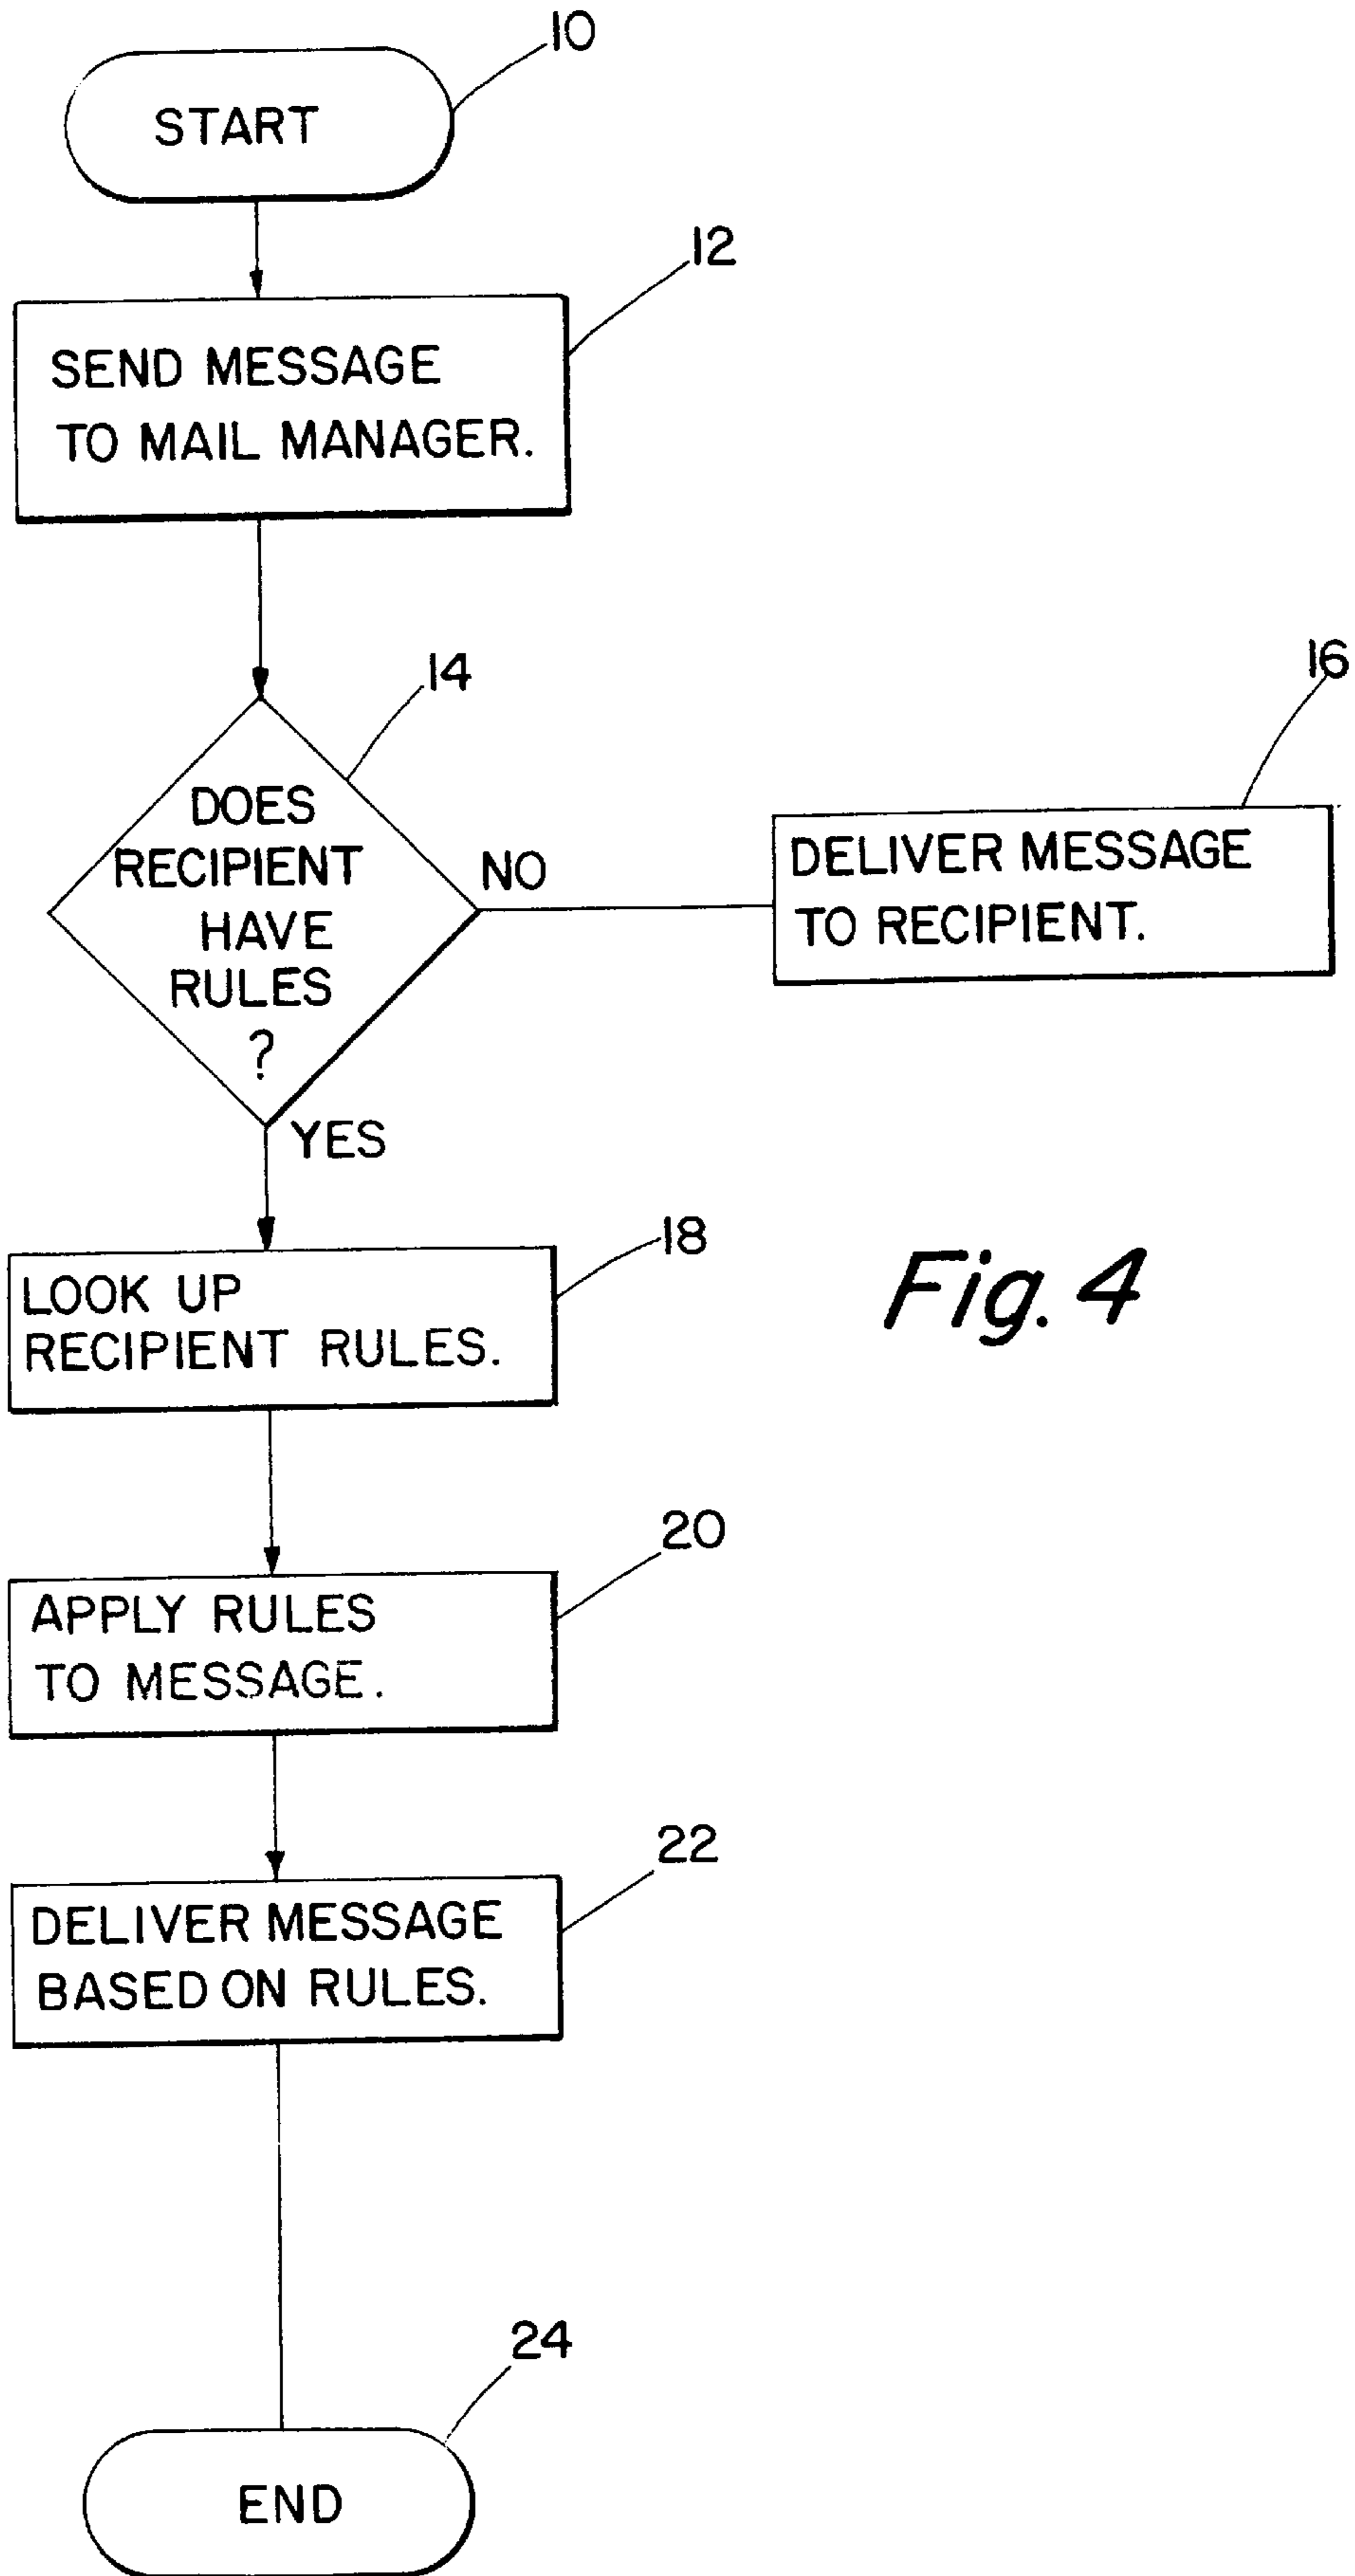 10
START
12
SEND MESSAGE
TO MAIL MANAGER.
14
16
DOES
RECIPIENT
HAVE
RULES
?
NO
DELIVER MESSAGE
TO RECIPIENT.
YES
18
LOOK UP
RECIPIENT RULES.
Fig. 4
20
APPLY RULES
TO MESSAGE.
22
DELIVER MESSAGE
BASED ON RULES.
24
END